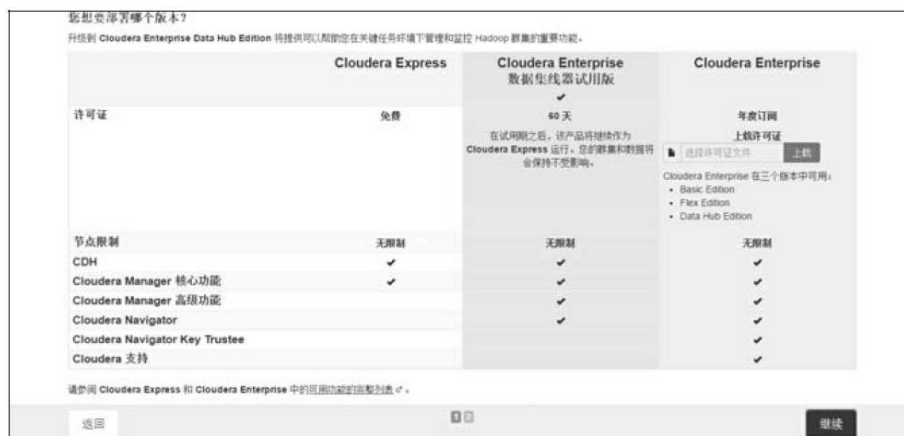 您想要部署哪个版本？
升级到 Cloudera Enterprise Data Hub Edition 将提供可以帮助您在关键任务环境下管理和监控 Hadoop 群集的重要功能。
Cloudera Express Cloudera Enterprise Cloudera Enterprise
数据集线器试用版
✔
许可证 免费 60 天 年度订阅
在试用期之后，该产品将继续作为 上载许可证
Cloudera Express 运行。您的群集和数据将 选择许可证文件 上载
会保持不受影响。
Cloudera Enterprise 在三个版本中可用：
• Basic Edition
• Flex Edition
• Data Hub Edition
节点限制 无限制 无限制 无限制
CDH ✔ ✔ ✔
Cloudera Manager 核心功能 ✔ ✔ ✔
Cloudera Manager 高级功能 ✔ ✔
Cloudera Navigator ✔ ✔
Cloudera Navigator Key Trustee ✔
Cloudera 支持 ✔
请参阅 Cloudera Express 和 Cloudera Enterprise 中的可用功能的完整列表。
返回 1 2 继续